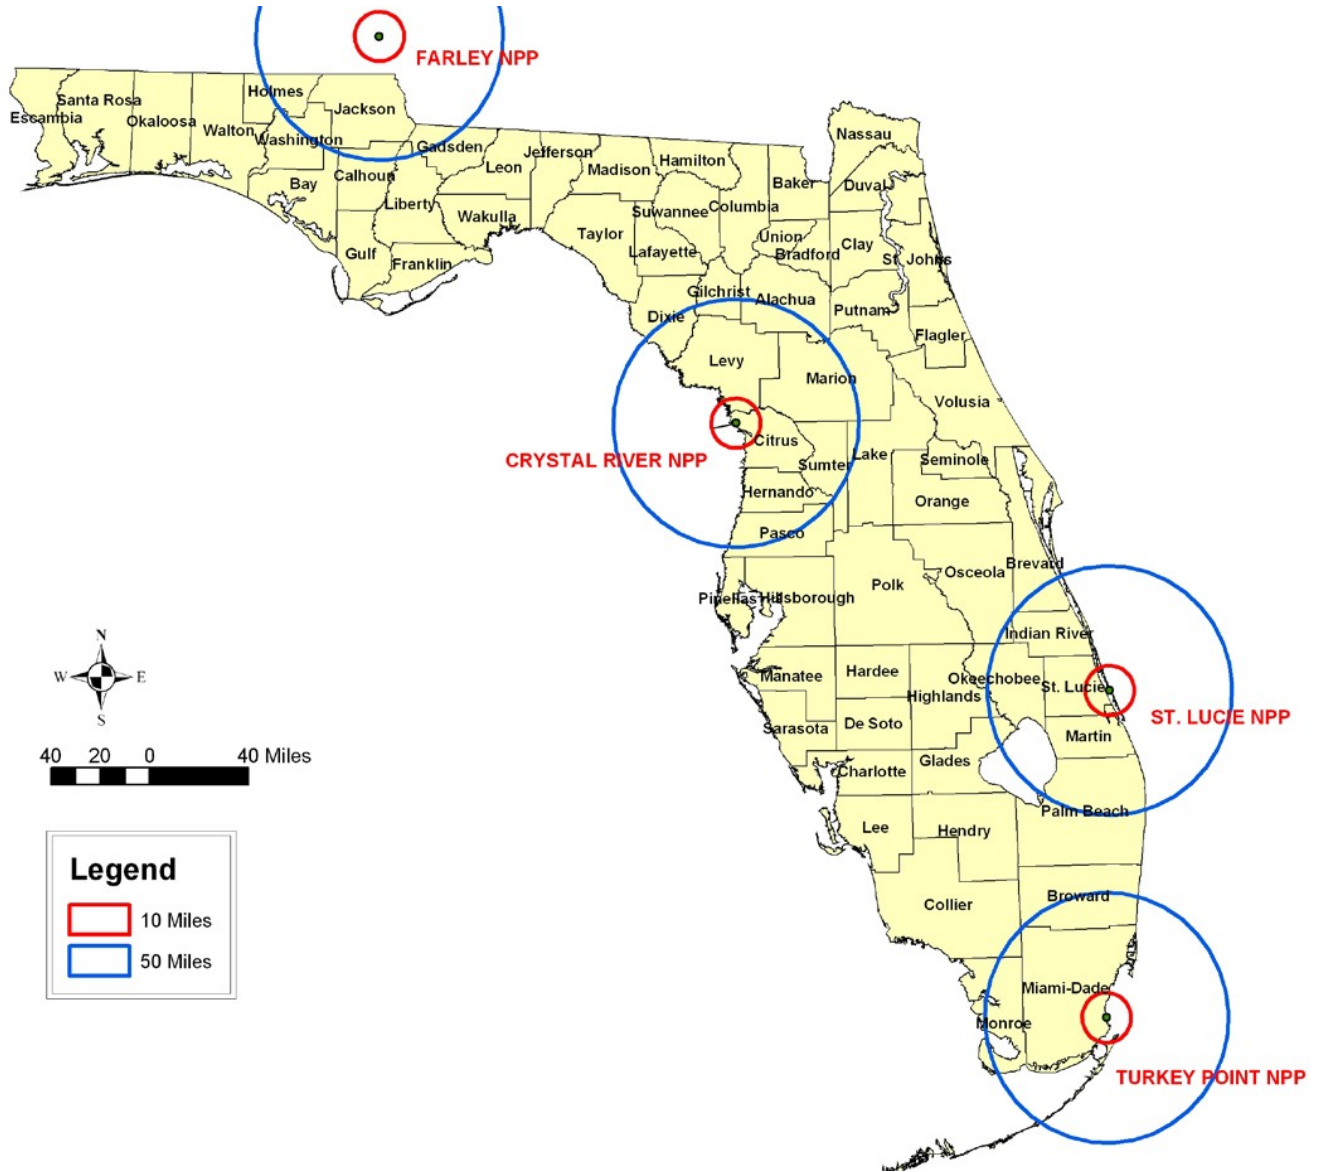 FARLEY NPP
Holmes
Santa Rosa
Jackson
Escambia
Okaloosa
Walton
Washington
Nassau
Gadsden
Jefferson
Hamilton
Leon
Madison
Calhoun
Bay
Baker
Duval
Liberty
Suwannee
Columbia
Wakulla
Taylor
Union
Clay
Lafayette
Bradford
Gulf
Franklin
St. Johns
Gilchrist
Alachua
Dixie
Putnam
Flagler
Levy
Marion
Volusia
Citrus
CRYSTAL RIVER NPP
Sumter
Lake
Seminole
Hernando
Orange
Pasco
Brevard
Osceola
Polk
Pinellas
Hillsborough
Indian River
N
W
E
S
Manatee
Hardee
Okeechobee
St. Lucie
Highlands
ST. LUCIE NPP
Sarasota
De Soto
Martin
40 20 0 40 Miles
Charlotte
Glades
Palm Beach
Lee
Hendry
Legend
10 Miles
50 Miles
Broward
Collier
Miami-Dade
Monroe
TURKEY POINT NPP